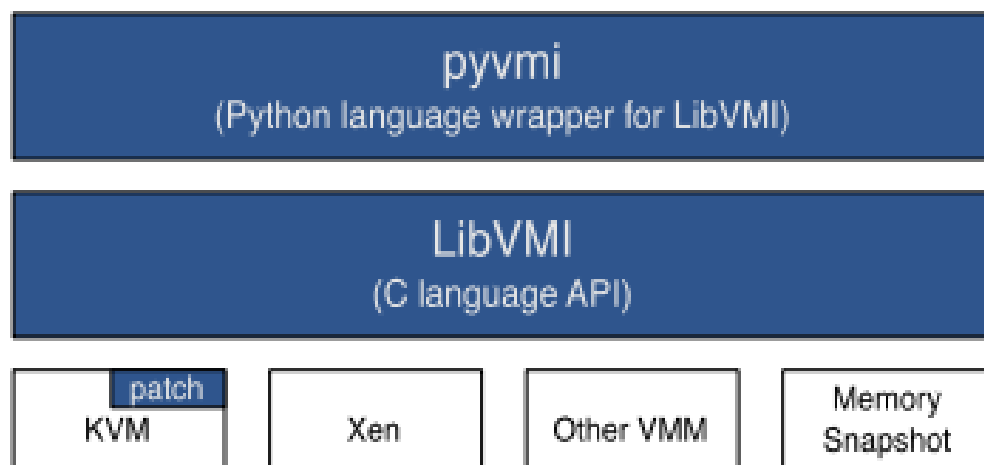 pyvmi
(Python language wrapper for LibVMI)
LibVMI
(C language API)
patch
KVM
Xen
Other VMM
Memory
Snapshot